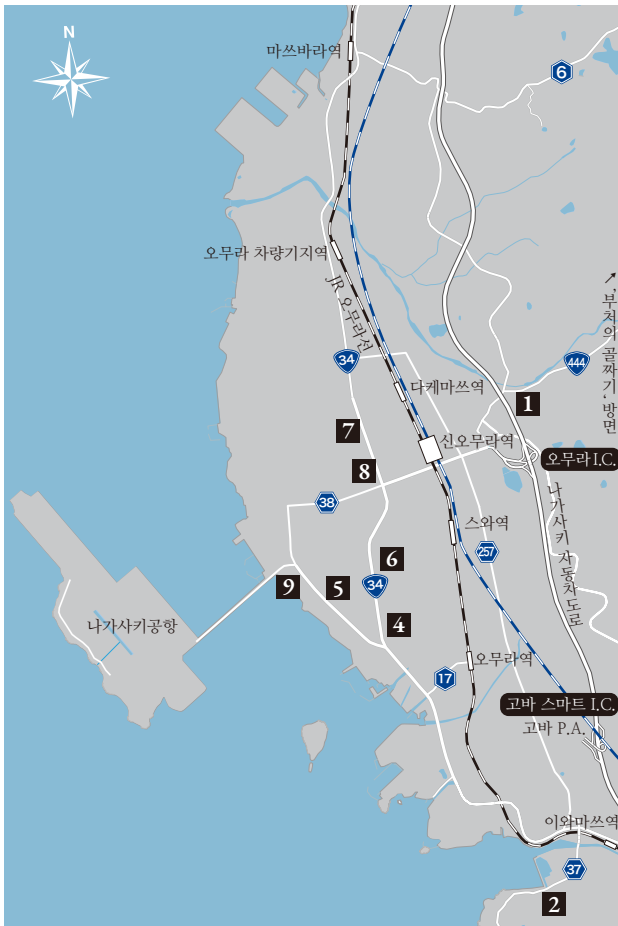 N
마쓰바라역
6
오무라 차량기지역
JR 오무라선
↗'부처의 골짜기' 방면
34
444
다케마쓰역
1
7
신오무라역
오무라 I.C.
8
나가사키 자동차도로
38
스와역
257
6
9
5
34
나가사키공항
4
오무라역
17
고바 스마트 I.C.
고바 P.A.
이와마쓰역
37
2